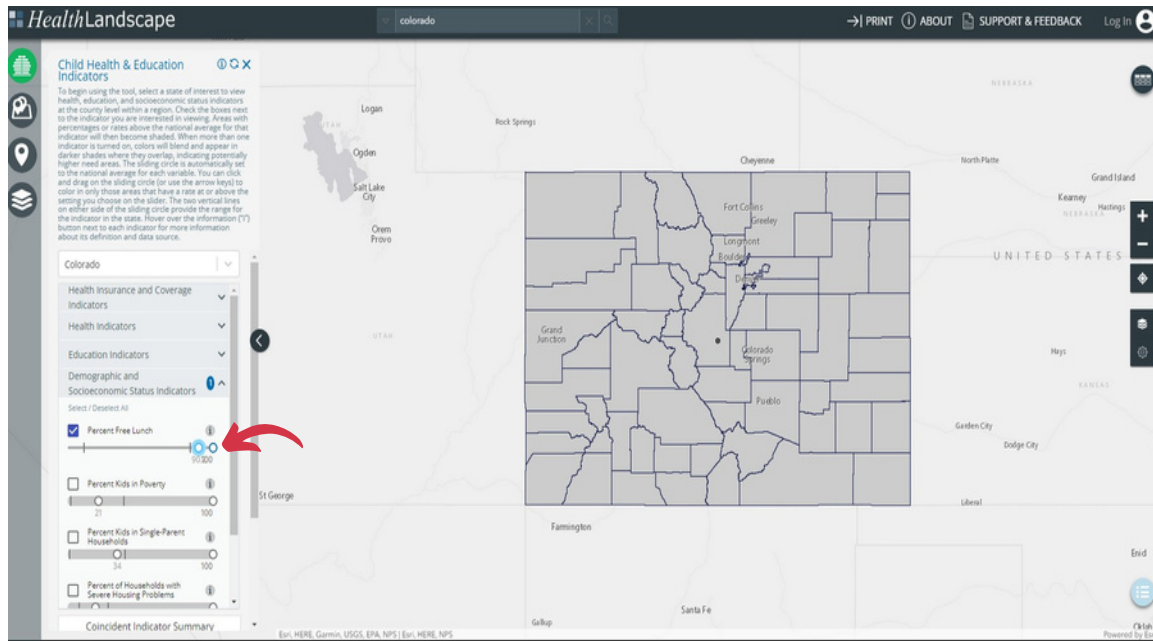 HealthLandscape
colorado
PRINT
ABOUT
SUPPORT & FEEDBACK
Log In
Child Health & Education
Indicators
To begin using the tool, select a state of interest to view
health, education, and socioeconomic status indicators
at the county level within a region. Check the boxes next
to the indicator you are interested in viewing. Areas with
percentages or rates above the national average for that
indicator will then become shaded. When more than one
indicator is turned on, colors will blend and appear in
darker shades where they overlap, indicating potentially
higher need areas. The sliding circle is automatically set
to the national average for each variable. You can click
and drag on the sliding circle (or use the arrow keys) to
color in only those areas that have a rate at or above the
setting you choose on the slider. The two vertical lines
on either side of the sliding circle provide the range for
the indicator in the state. Hover over the information ("i")
button next to each indicator for more information
about its definition and data source.
Colorado
Health Insurance and Coverage
Indicators
Health Indicators
Education Indicators
Demographic and
Socioeconomic Status Indicators
1
Select / Deselect All
Percent Free Lunch
100
Percent Kids in Poverty
21
100
Percent Kids in Single-Parent
Households
34
100
Percent of Households with
Severe Housing Problems
Coincident Indicator Summary
NEBRASKA
Logan
UTAH
Rock Springs
Ogden
Cheyenne
North Platte
Grand Island
Salt Lake
City
Kearney
Hastings
NEBRASKA
Fort Collins
Greeley
Orem
Provo
Longmont
Boulder
UNITED STATES
Denver
Grand
Junction
UTAH
Colorado
Springs
Hays
KANSAS
Pueblo
Garden City
Dodge City
St George
Liberal
Farmington
Enid
Santa Fe
Gallup
Esri, HERE, Garmin, USGS, EPA, NPS | Esri, HERE, NPS
Powered by Esri